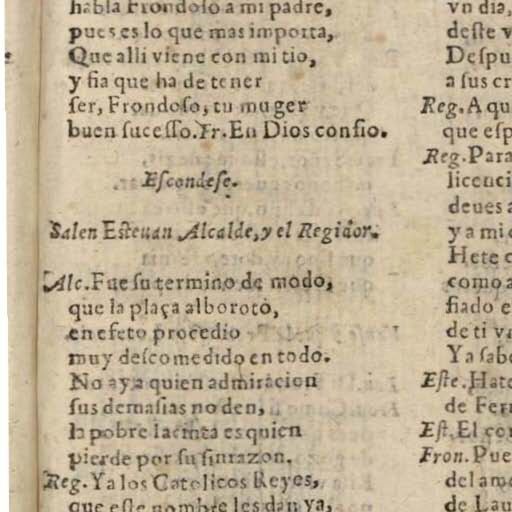 habla Frondoso a mi padre,
pues es lo que mas importa,
Que alli viene con mi tio,
y fia que ha de tener
ser, Frondoso, tu muger
buen sucesso. Fr. En Dios confio.
Escondese.
Salen Esteuan Alcalde, y el Regidor.
Alc. Fue su termino de modo,
que la plaça alborotò,
en efeto procedio
muy descomedido en todo.
No aya quien admiracion
sus demasias no den,
la pobre Iacinta es quien
pierde por su sinrazon.
Reg. Ya los Catolicos Reyes,
que este nombre les dan ya,
vn dia,
deste v
Despu
a sus cr
Reg. A qu
que esp
Reg. Para
licenci
deues a
y a mi c
Hete c
como a
fiado e
de ti va
Ya sabe
Este. Hate
de Fern
Est. El con
Fron. Pue
del amo
de Lau